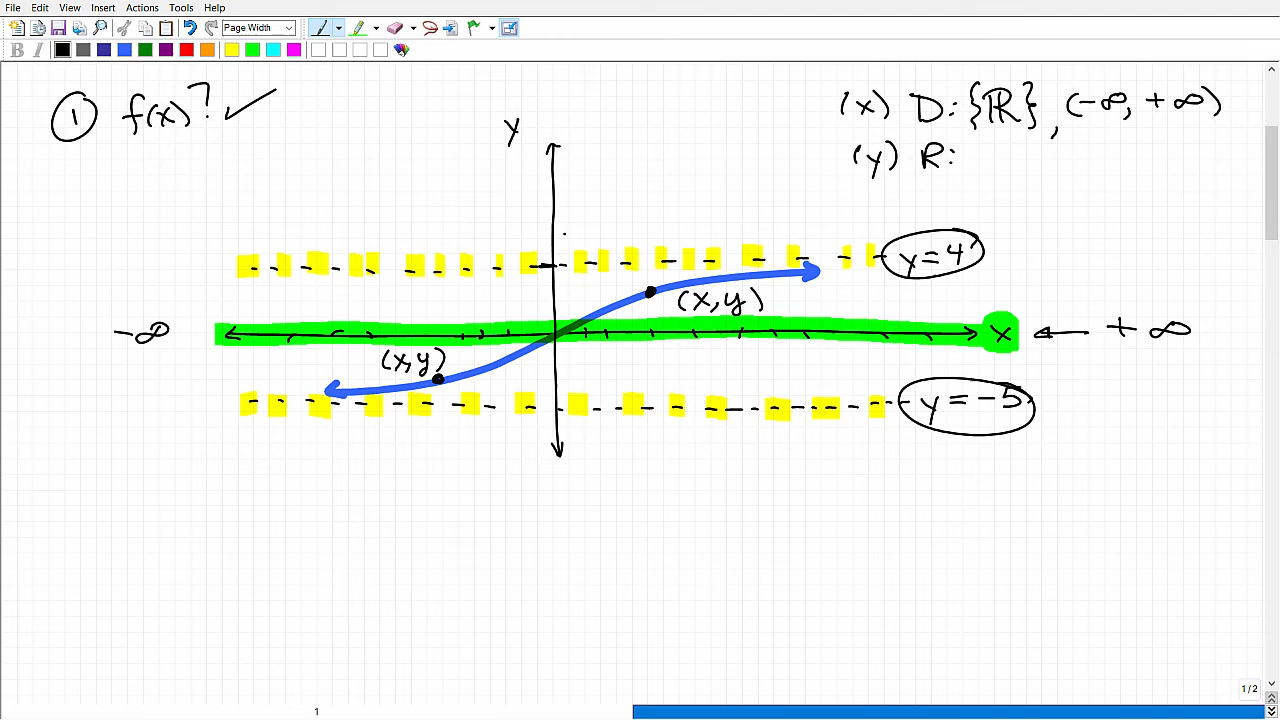 File Edit View Insert Actions Tools Help
Page Width
B I
① f(x)? ✓
(x) D: {ℝ}, (-∞, +∞)
(y) R:
y
y = 4
(x, y)
-∞
x ← + ∞
(x, y)
y = -5
1/2
1